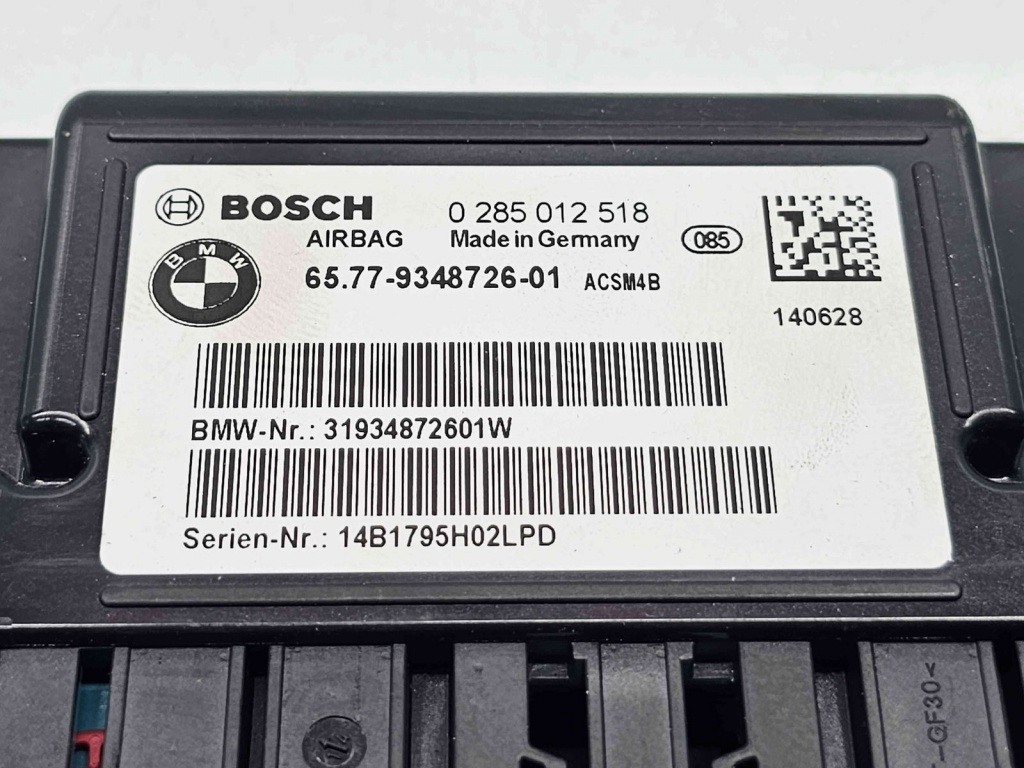 BOSCH 0 285 012 518
AIRBAG Made in Germany 085
BMW
65.77-9348726-01 ACSM4B
140628
BMW-Nr.: 31934872601W
Serien-Nr.: 14B1795H02LPD
-GF30<